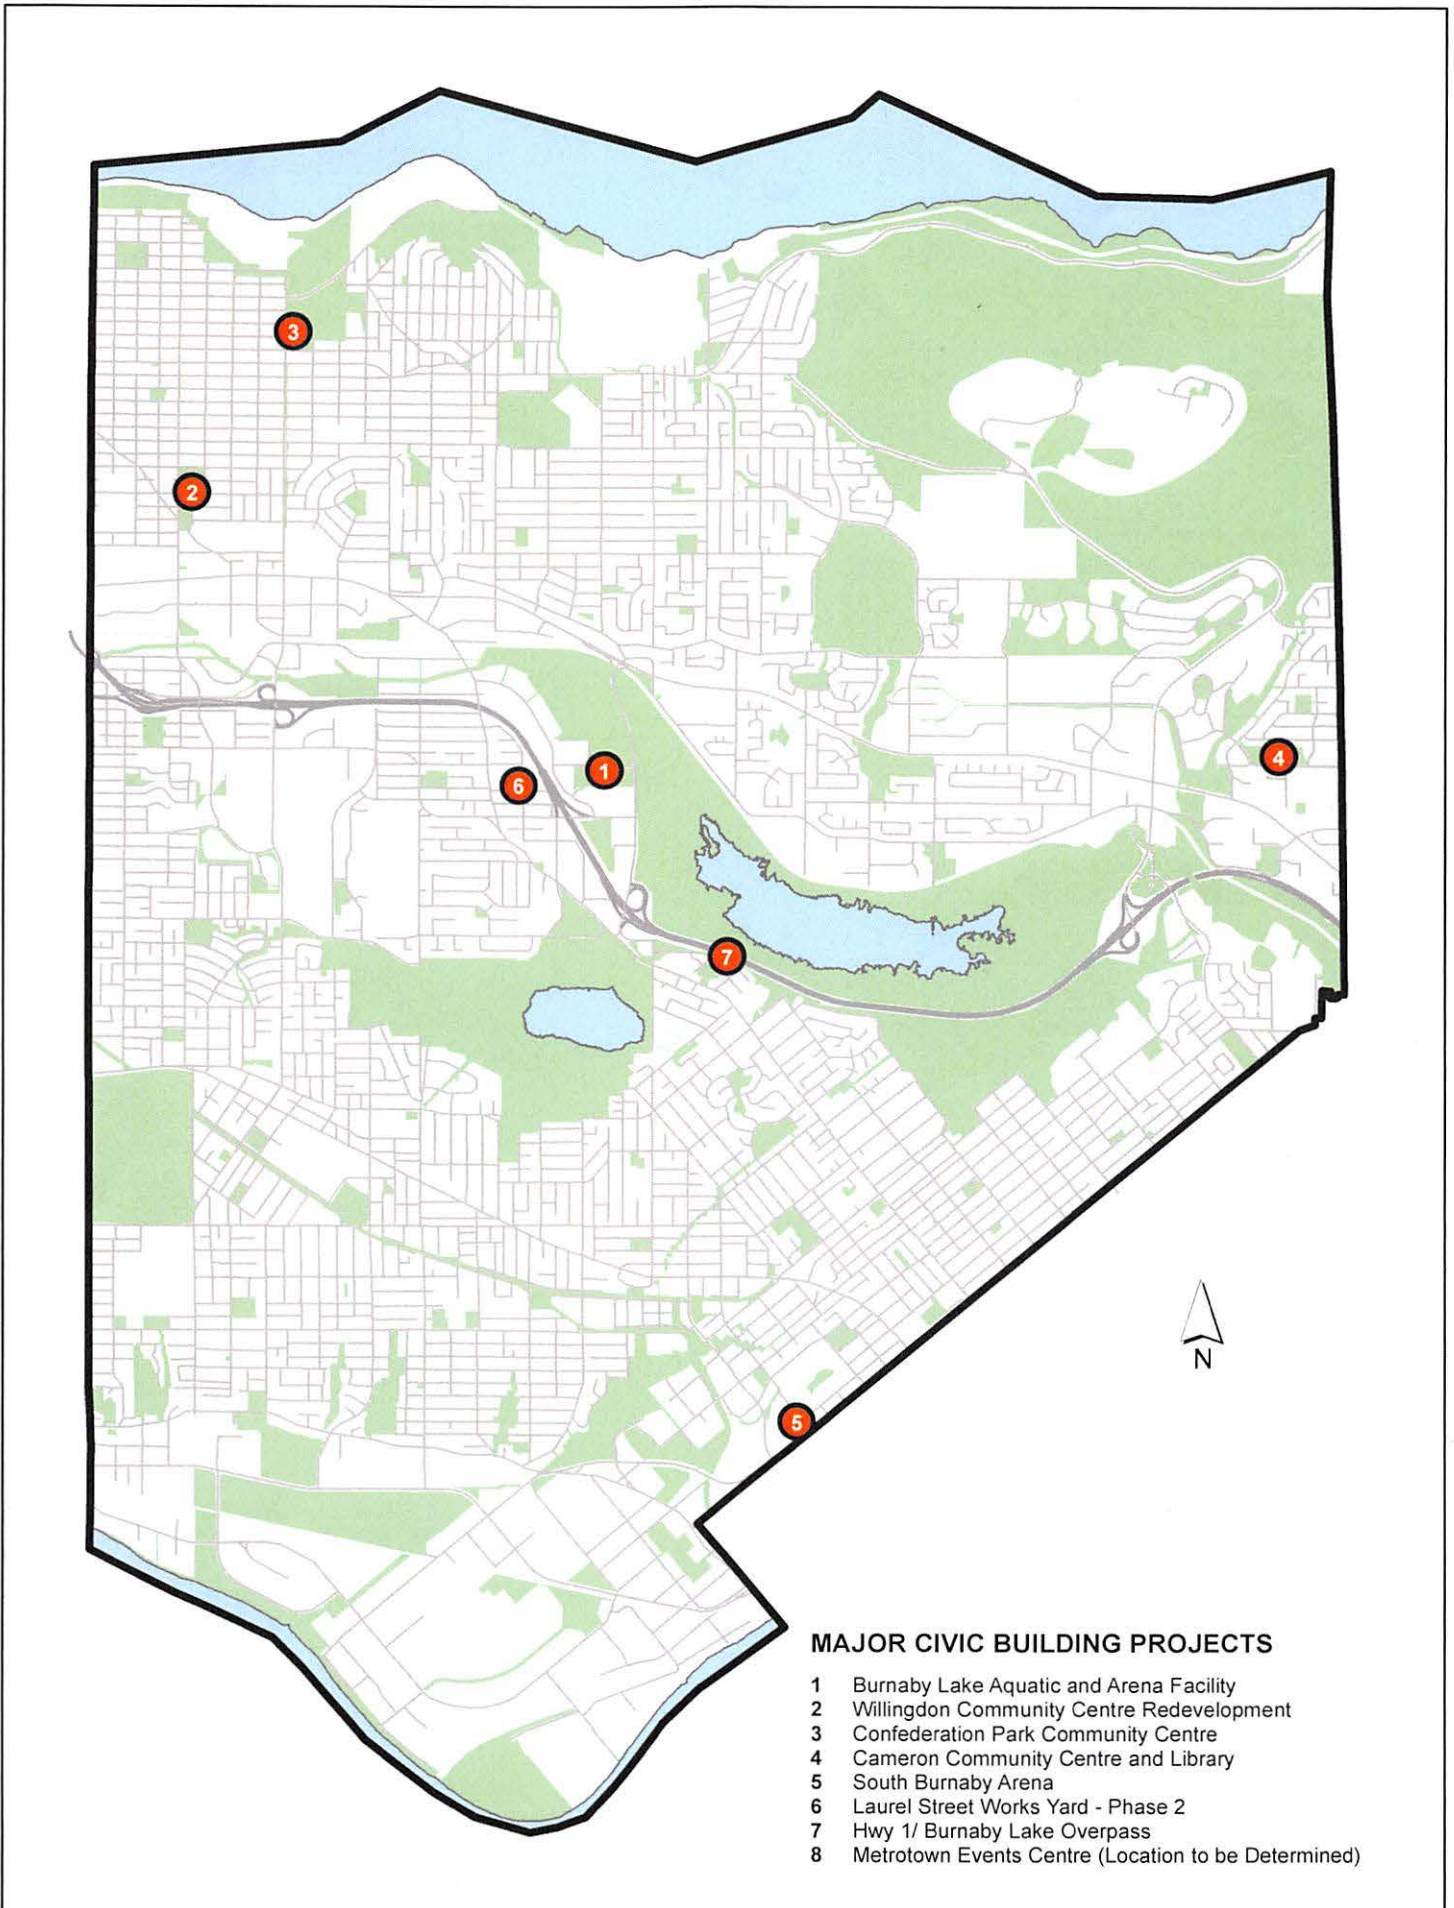 3
2
1
6
4
7
N
5
MAJOR CIVIC BUILDING PROJECTS
1 Burnaby Lake Aquatic and Arena Facility
2 Willingdon Community Centre Redevelopment
3 Confederation Park Community Centre
4 Cameron Community Centre and Library
5 South Burnaby Arena
6 Laurel Street Works Yard - Phase 2
7 Hwy 1/ Burnaby Lake Overpass
8 Metrotown Events Centre (Location to be Determined)